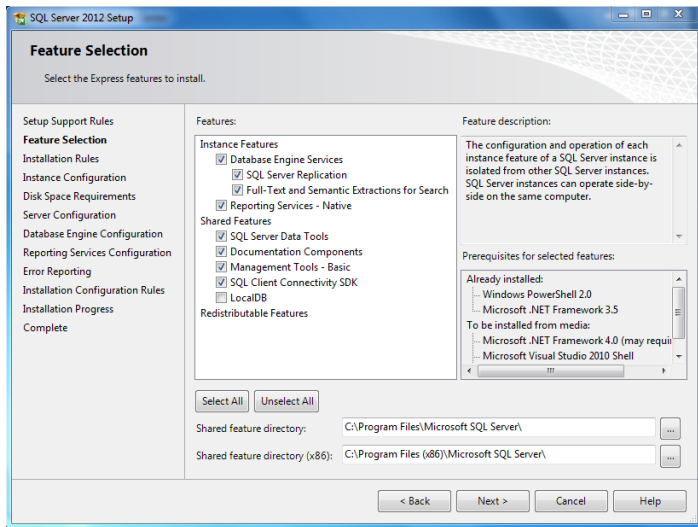 SQL Server 2012 Setup
Feature Selection
Select the Express features to install.
Setup Support Rules
Feature Selection
Installation Rules
Instance Configuration
Disk Space Requirements
Server Configuration
Database Engine Configuration
Reporting Services Configuration
Error Reporting
Installation Configuration Rules
Installation Progress
Complete
Features:
Instance Features
Database Engine Services
SQL Server Replication
Full-Text and Semantic Extractions for Search
Reporting Services - Native
Shared Features
SQL Server Data Tools
Documentation Components
Management Tools - Basic
SQL Client Connectivity SDK
LocalDB
Redistributable Features
Feature description:
The configuration and operation of each
instance feature of a SQL Server instance is
isolated from other SQL Server instances.
SQL Server instances can operate side-by-
side on the same computer.
Prerequisites for selected features:
Already installed:
Windows PowerShell 2.0
Microsoft .NET Framework 3.5
To be installed from media:
Microsoft .NET Framework 4.0 (may requi
Microsoft Visual Studio 2010 Shell
Select All Unselect All
Shared feature directory: C:\Program Files\Microsoft SQL Server\ ...
Shared feature directory (x86): C:\Program Files (x86)\Microsoft SQL Server\ ...
< Back Next > Cancel Help